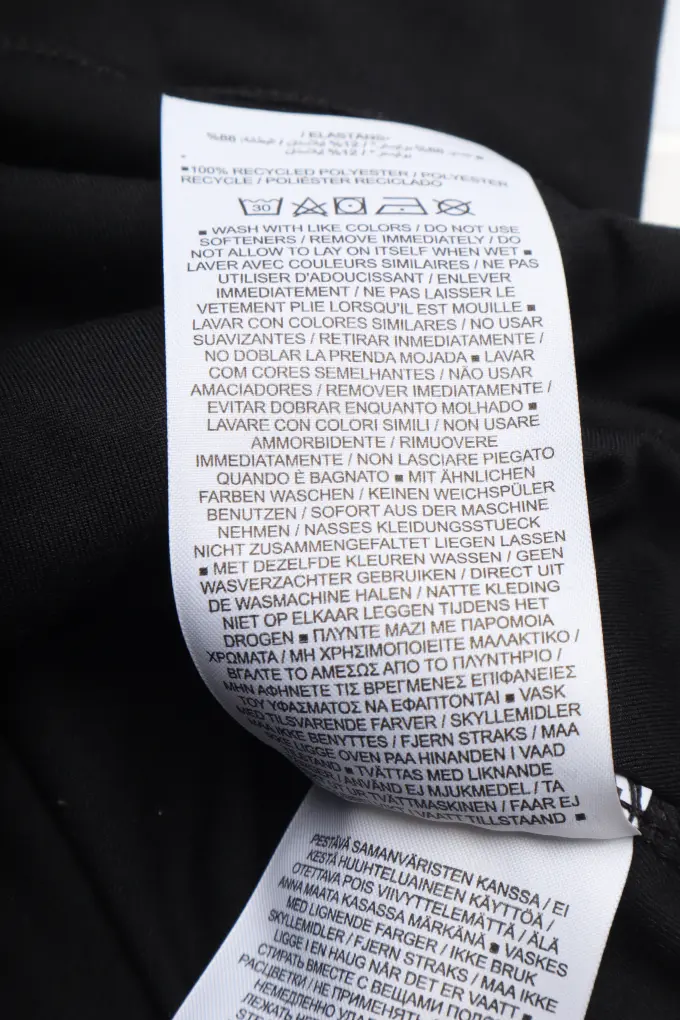 / ELASTANE•
■ 100% RECYCLED POLYESTER / POLYESTER
RECYCLE / POLIÉSTER RECICLADO
30
■ WASH WITH LIKE COLORS / DO NOT USE
SOFTENERS / REMOVE IMMEDIATELY / DO
NOT ALLOW TO LAY ON ITSELF WHEN WET ■
LAVER AVEC COULEURS SIMILAIRES / NE PAS
UTILISER D'ADOUCISSANT / ENLEVER
IMMEDIATEMENT / NE PAS LAISSER LE
VETEMENT PLIE LORSQU'IL EST MOUILLE ■
LAVAR CON COLORES SIMILARES / NO USAR
SUAVIZANTES / RETIRAR INMEDIATAMENTE /
NO DOBLAR LA PRENDA MOJADA ■ LAVAR
COM CORES SEMELHANTES / NÃO USAR
AMACIADORES / REMOVER IMEDIATAMENTE /
EVITAR DOBRAR ENQUANTO MOLHADO ■
LAVARE CON COLORI SIMILI / NON USARE
AMMORBIDENTE / RIMUOVERE
IMMEDIATAMENTE / NON LASCIARE PIEGATO
QUANDO È BAGNATO ■ MIT ÄHNLICHEN
FARBEN WASCHEN / KEINEN WEICHSPÜLER
BENUTZEN / SOFORT AUS DER MASCHINE
NEHMEN / NASSES KLEIDUNGSSTUECK
NICHT ZUSAMMENGEFALTET LIEGEN LASSEN
■ MET DEZELFDE KLEUREN WASSEN / GEEN
WASVERZACHTER GEBRUIKEN / DIRECT UIT
DE WASMACHINE HALEN / NATTE KLEDING
NIET OP ELKAAR LEGGEN TIJDENS HET
DROGEN ■ ΠΛΥΝΤΕ ΜΑΖΙ ΜΕ ΠΑΡΟΜΟΙΑ
ΧΡΩΜΑΤΑ / ΜΗ ΧΡΗΣΙΜΟΠΟΙΕΙΤΕ ΜΑΛΑΚΤΙΚΟ /
ΒΓΑΛΤΕ ΤΟ ΑΜΕΣΩΣ ΑΠΟ ΤΟ ΠΛΥΝΤΗΡΙΟ /
ΜΗΝ ΑΦΗΝΕΤΕ ΤΙΣ ΒΡΕΓΜΕΝΕΣ ΕΠΙΦΑΝΕΙΕΣ
ΤΟΥ ΥΦΑΣΜΑΤΟΣ ΝΑ ΕΦΑΠΤΟΝΤΑΙ ■ VASK
MED TILSVARENDE FARVER / SKYLLEMIDLER
MAA IKKE BENYTTES / FJERN STRAKS / MAA
IKKE LIGGE OVEN PAA HINANDEN I VAAD
■ TVÄTTAS MED LIKNANDE
/ ANVÄND EJ MJUKMEDEL / TA
UR TVÄTTMASKINEN / FAAR EJ
VAATT TILLSTAAND ■
PESTÄVÄ SAMANVÄRISTEN KANSSA / EI
KESTÄ HUUHTELUAINEEN KÄYTTÖÄ /
OTETTAVA POIS VIIVYTTELEMÄTTÄ / ÄLÄ
ANNA MAATA KASASSA MÄRKÄNÄ ■ VASKES
MED LIGNENDE FARGER / IKKE BRUK
SKYLLEMIDLER / FJERN STRAKS / MAA IKKE
LIGGE I EN HAUG NÅR DET ER VAATT ■
СТИРАТЬ ВМЕСТЕ С ВЕЩАМИ
РАСЦВЕТКИ / НЕ ПРИМЕНЯТЬ
НЕМЕДЛЕННО
ЛЕЖАТЬ